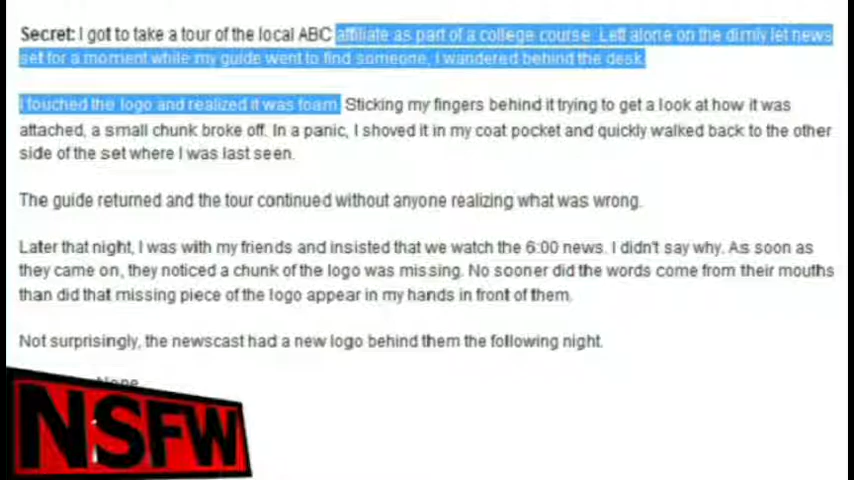 Secret: I got to take a tour of the local ABC affiliate as part of a college course. Left alone on the dimly let news
set for a moment while my guide went to find someone, I wandered behind the desk.
I touched the logo and realized it was foam. Sticking my fingers behind it trying to get a look at how it was
attached, a small chunk broke off. In a panic, I shoved it in my coat pocket and quickly walked back to the other
side of the set where I was last seen.
The guide returned and the tour continued without anyone realizing what was wrong.
Later that night, I was with my friends and insisted that we watch the 6:00 news. I didn't say why. As soon as
they came on, they noticed a chunk of the logo was missing. No sooner did the words come from their mouths
than did that missing piece of the logo appear in my hands in front of them.
Not surprisingly, the newscast had a new logo behind them the following night.
None
NSFW